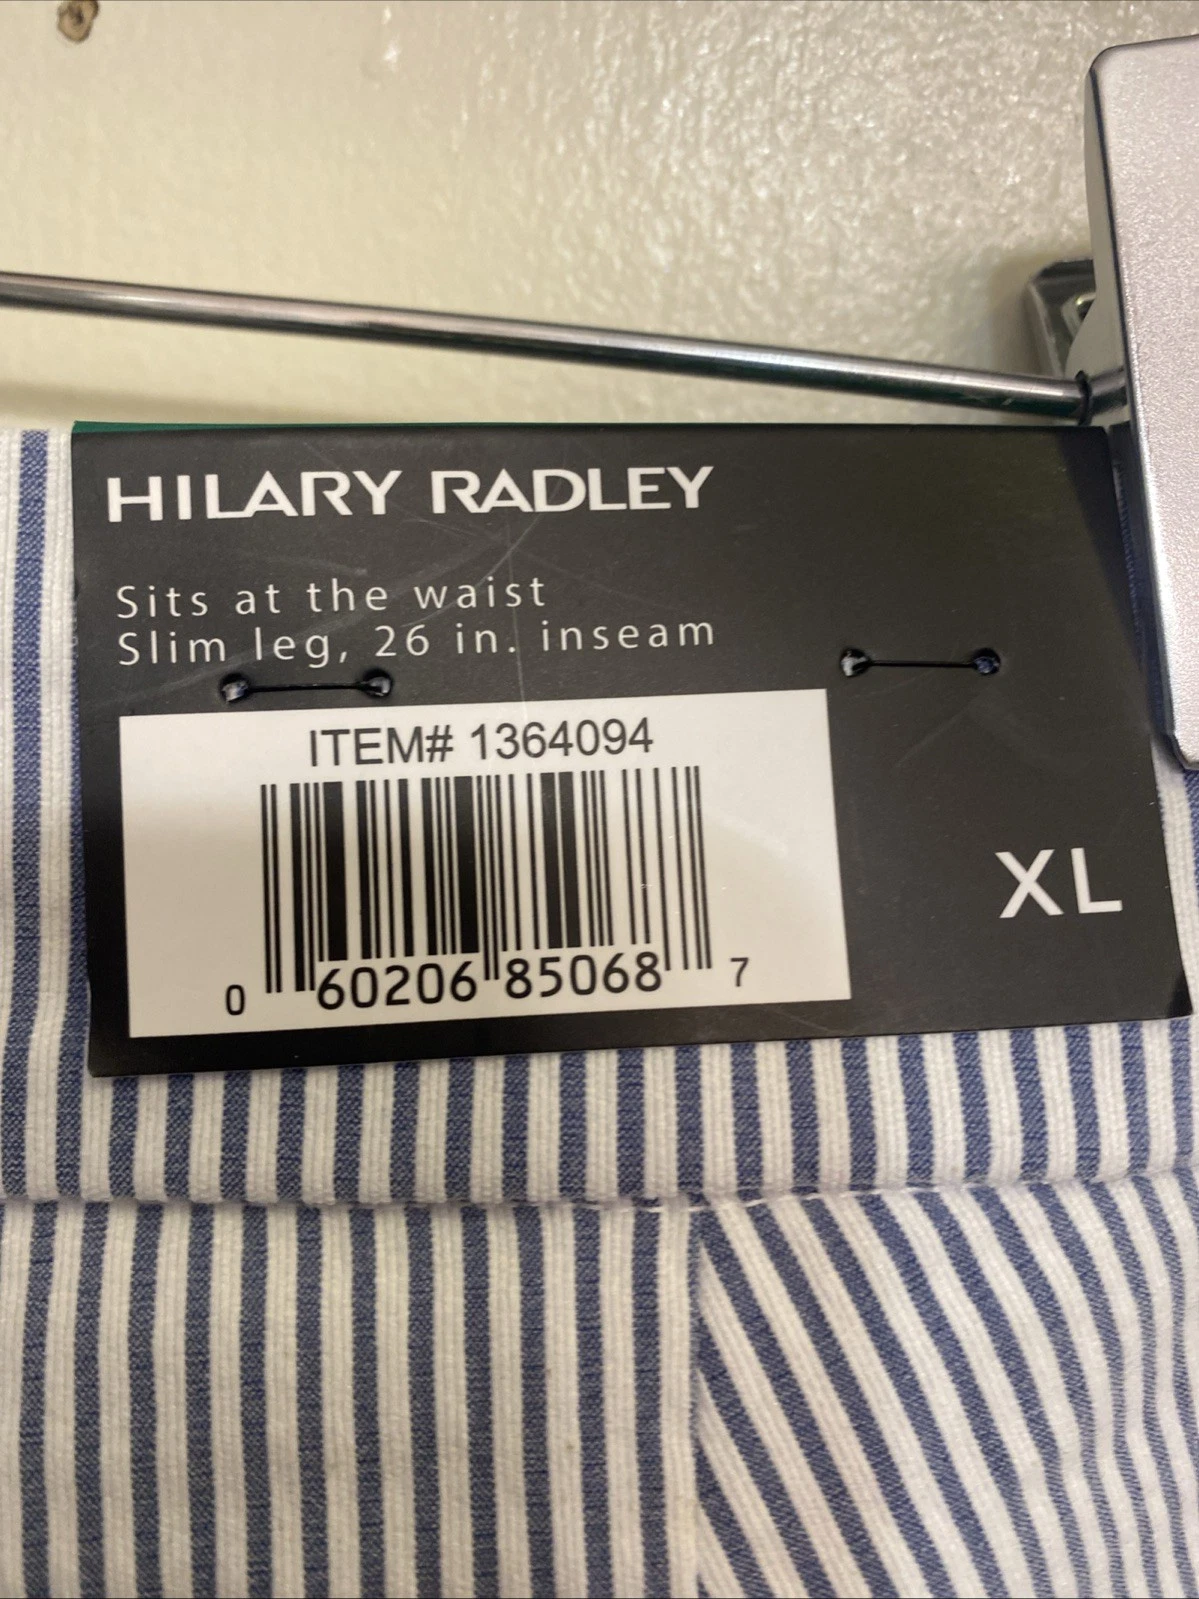 HILARY RADLEY
Sits at the waist
Slim leg, 26 in. inseam
ITEM# 1364094
XL
0 60206 85068 7